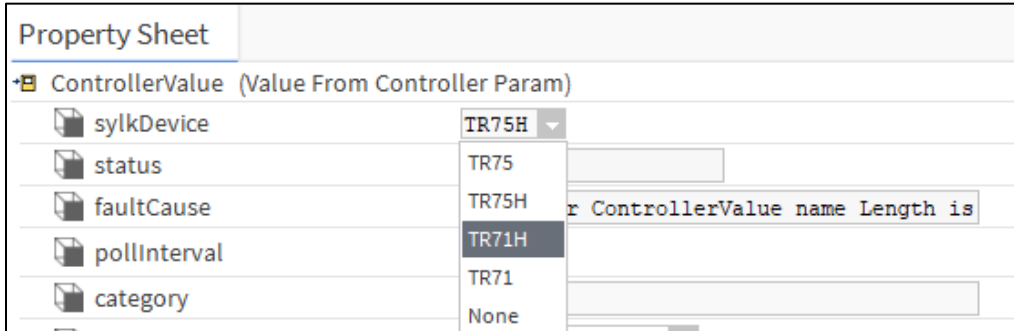 Property Sheet
ControllerValue (Value From Controller Param)
sylkDevice TR75H
TR75
status
TR75H
faultCause r ControllerValue name Length is
TR71H
pollInterval
TR71
category
None